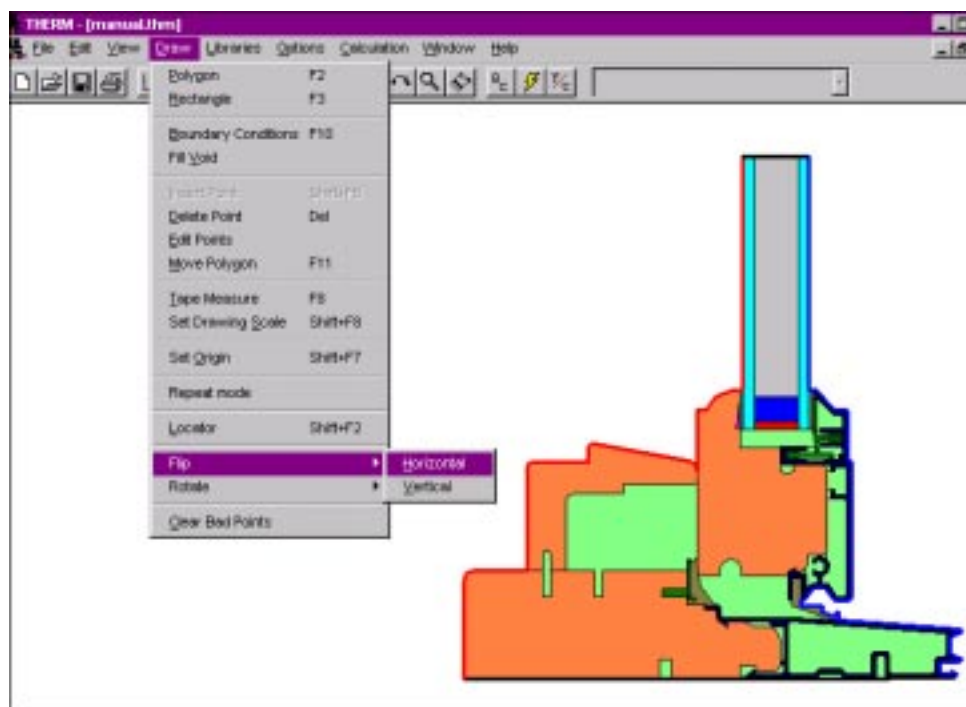 THERM - [manual.thm]
File Edit View Draw Libraries Options Calculation Window Help
Polygon F2
Rectangle F3
Boundary Conditions F10
Fill Void
Insert Point
Delete Point Del
Edit Points
Move Polygon F11
Tape Measure F8
Set Drawing Scale Shift+F8
Set Origin Shift+F7
Repeat mode
Locator Shift+F2
Flip Horizontal
Rotate Vertical
Clear Bad Points